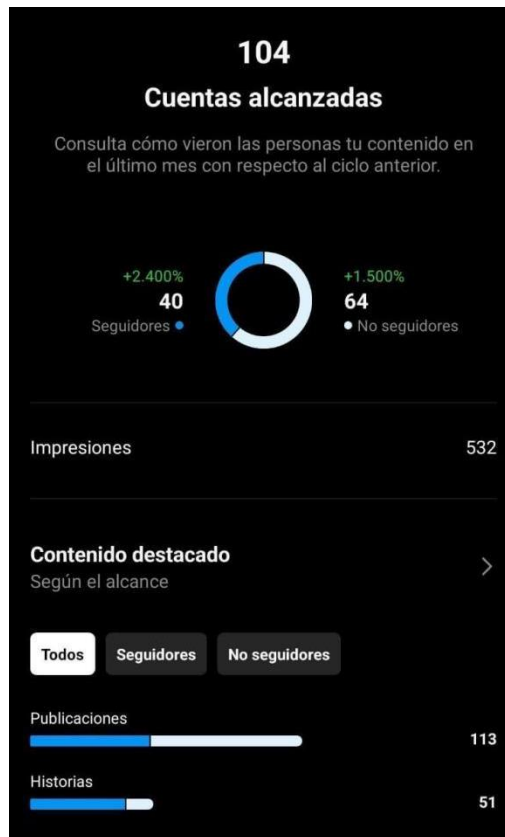 104
Cuentas alcanzadas
Consulta cómo vieron las personas tu contenido en
el último mes con respecto al ciclo anterior.
+2.400%
40
Seguidores
+1.500%
64
No seguidores
Impresiones 532
Contenido destacado
Según el alcance
Todos Seguidores No seguidores
Publicaciones
113
Historias
51